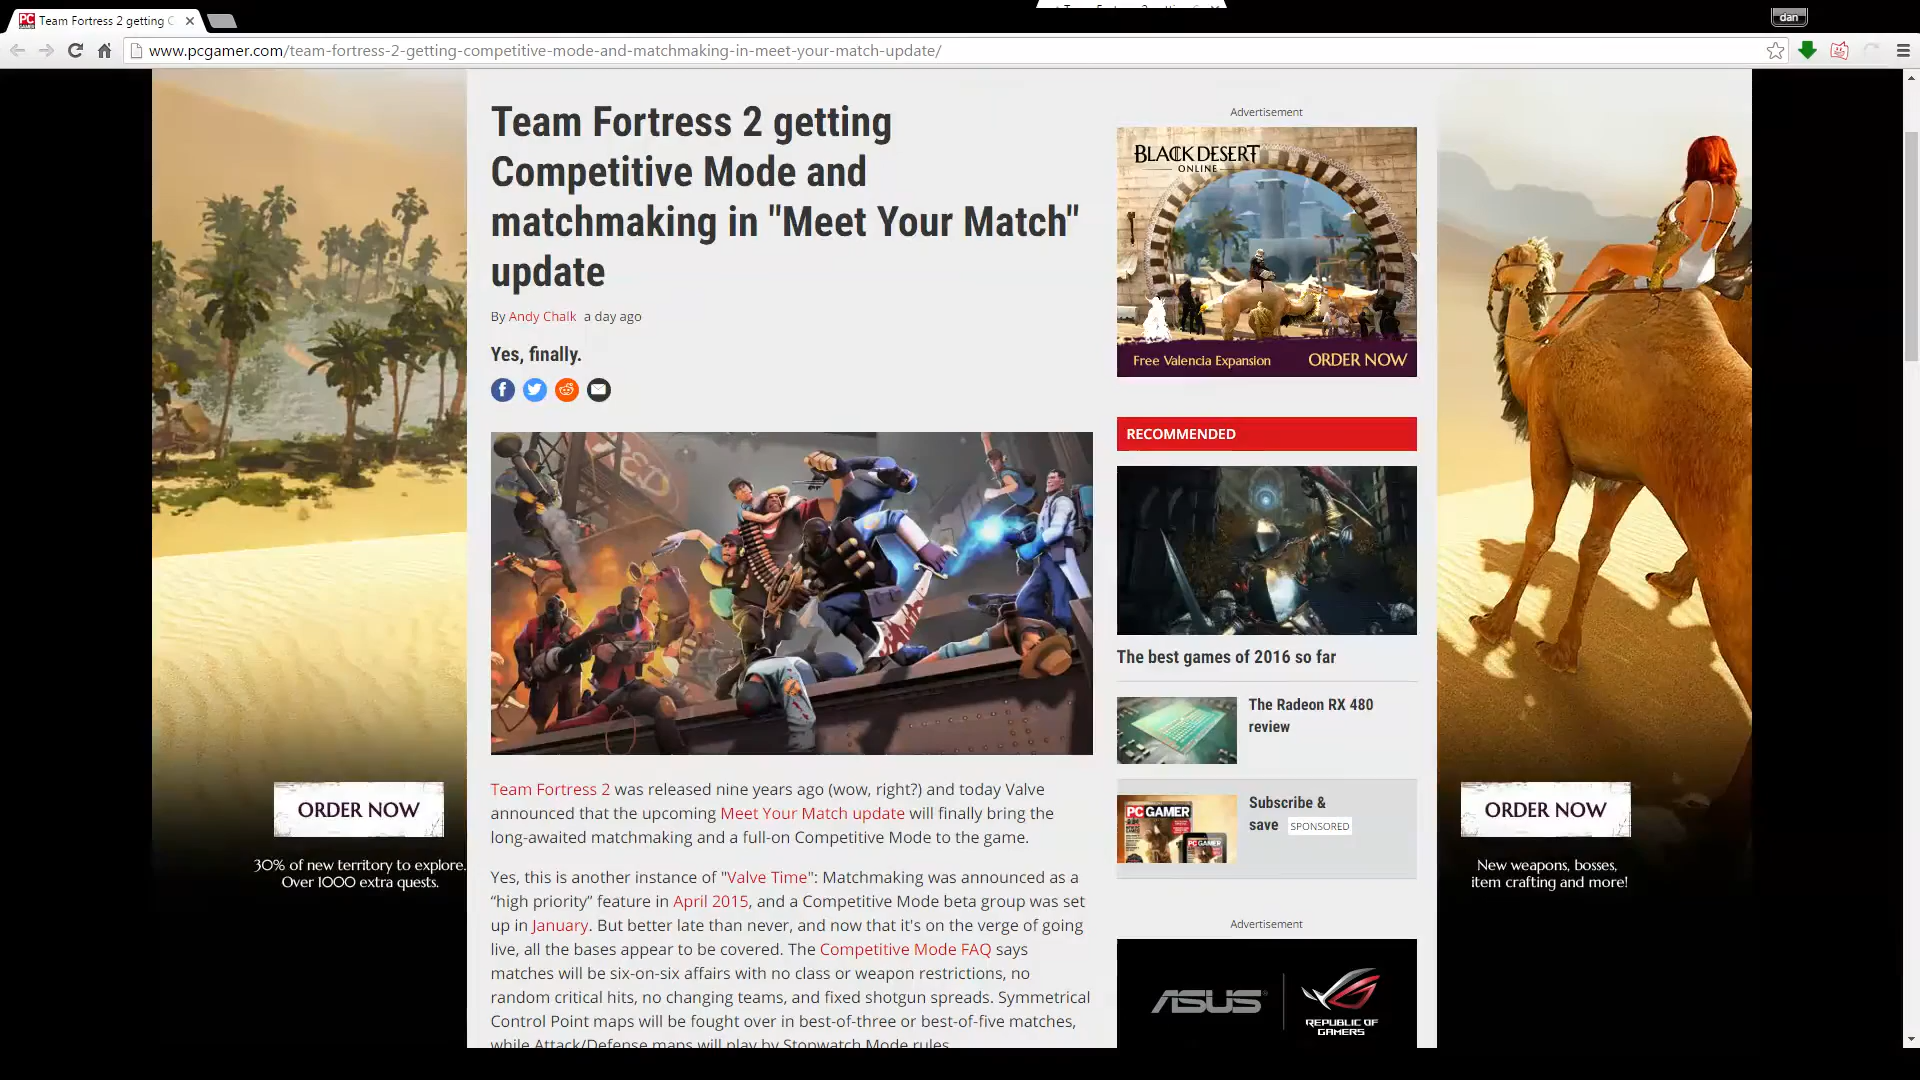 Team Fortress 2 getting C
dan
www.pcgamer.com/team-fortress-2-getting-competitive-mode-and-matchmaking-in-meet-your-match-update/
Team Fortress 2 getting
Competitive Mode and
matchmaking in "Meet Your Match"
update
By Andy Chalk a day ago
Yes, finally.
Team Fortress 2 was released nine years ago (wow, right?) and today Valve
announced that the upcoming Meet Your Match update will finally bring the
long-awaited matchmaking and a full-on Competitive Mode to the game.
Yes, this is another instance of "Valve Time": Matchmaking was announced as a
“high priority” feature in April 2015, and a Competitive Mode beta group was set
up in January. But better late than never, and now that it's on the verge of going
live, all the bases appear to be covered. The Competitive Mode FAQ says
matches will be six-on-six affairs with no class or weapon restrictions, no
random critical hits, no changing teams, and fixed shotgun spreads. Symmetrical
Control Point maps will be fought over in best-of-three or best-of-five matches,
while Attack/Defense maps will play by Stopwatch Mode rules.
Advertisement
BLACK DESERT
ONLINE
Free Valencia Expansion ORDER NOW
RECOMMENDED
The best games of 2016 so far
The Radeon RX 480
review
PC GAMER
Subscribe &
save SPONSORED
Advertisement
ASUS
REPUBLIC OF
GAMERS
ORDER NOW
30% of new territory to explore.
Over 1000 extra quests.
ORDER NOW
New weapons, bosses,
item crafting and more!